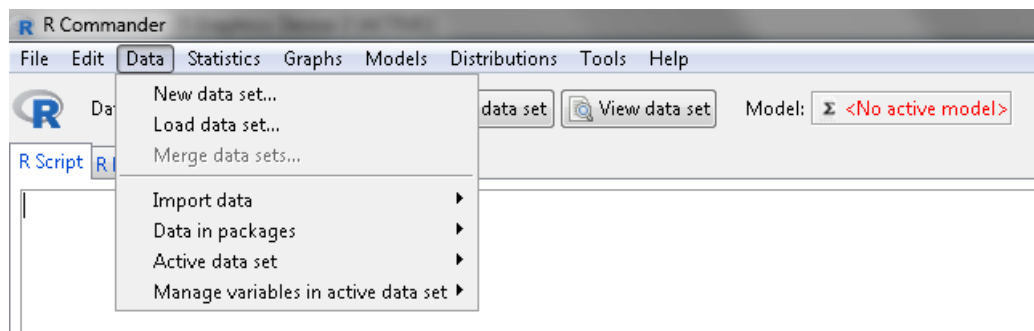 R R Commander
File Edit Data Statistics Graphs Models Distributions Tools Help
R Da data set View data set Model: Σ <No active model>
New data set...
Load data set...
Merge data sets...
R Script R
Import data
Data in packages
Active data set
Manage variables in active data set